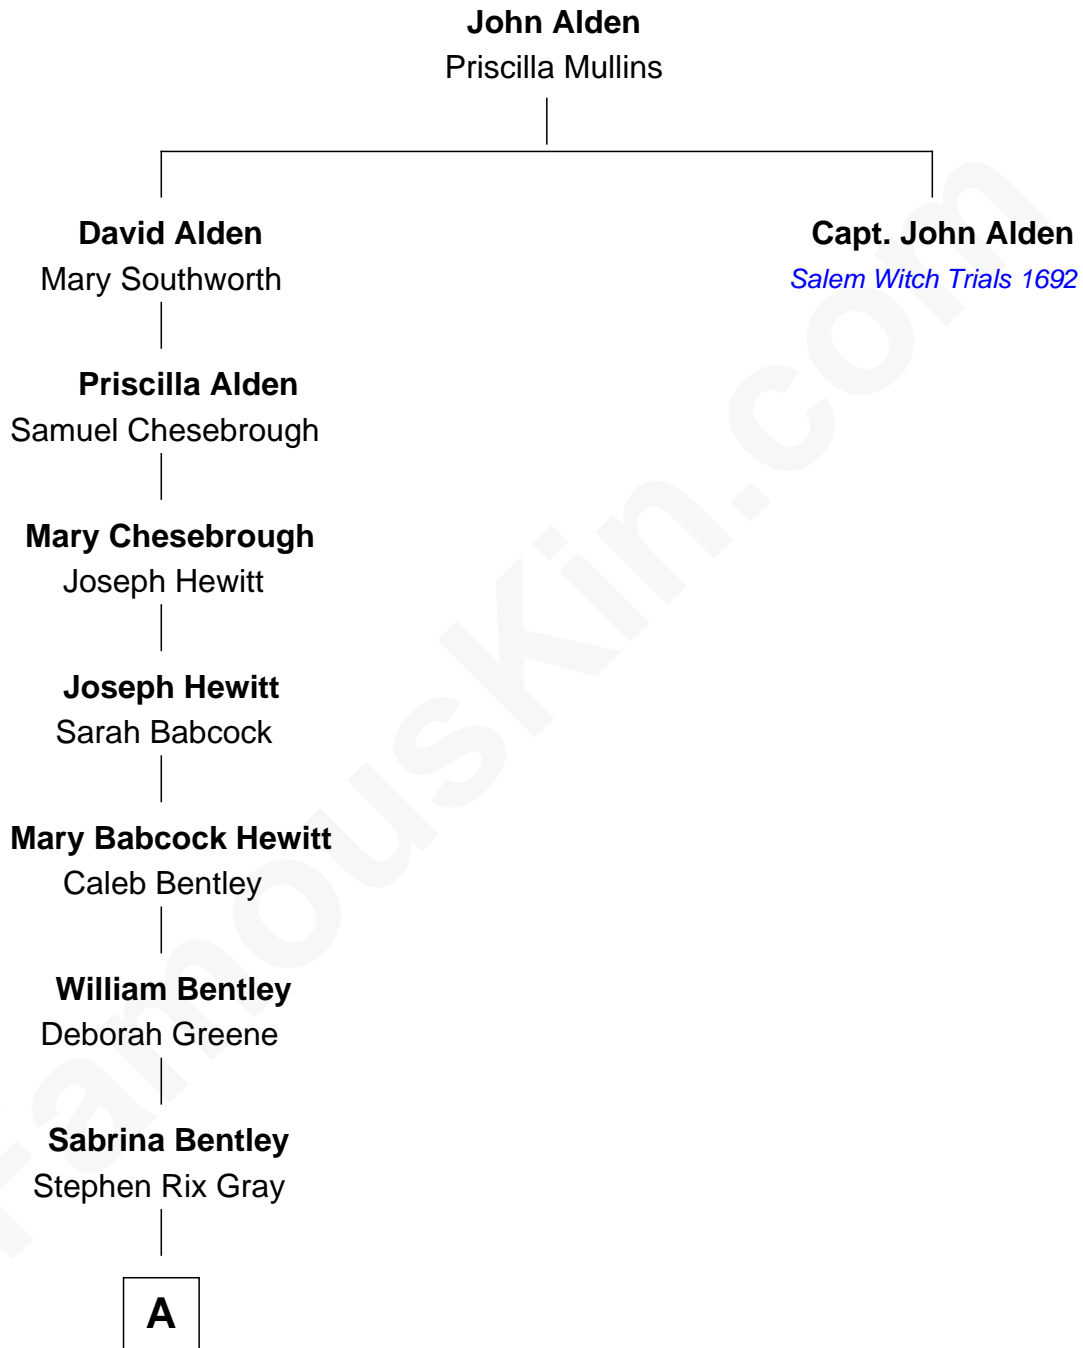 John Alden
Priscilla Mullins
David Alden
Mary Southworth
Capt. John Alden
Salem Witch Trials 1692
Priscilla Alden
Samuel Chesebrough
Mary Chesebrough
Joseph Hewitt
Joseph Hewitt
Sarah Babcock
Mary Babcock Hewitt
Caleb Bentley
William Bentley
Deborah Greene
Sabrina Bentley
Stephen Rix Gray
A
FamousKin.com